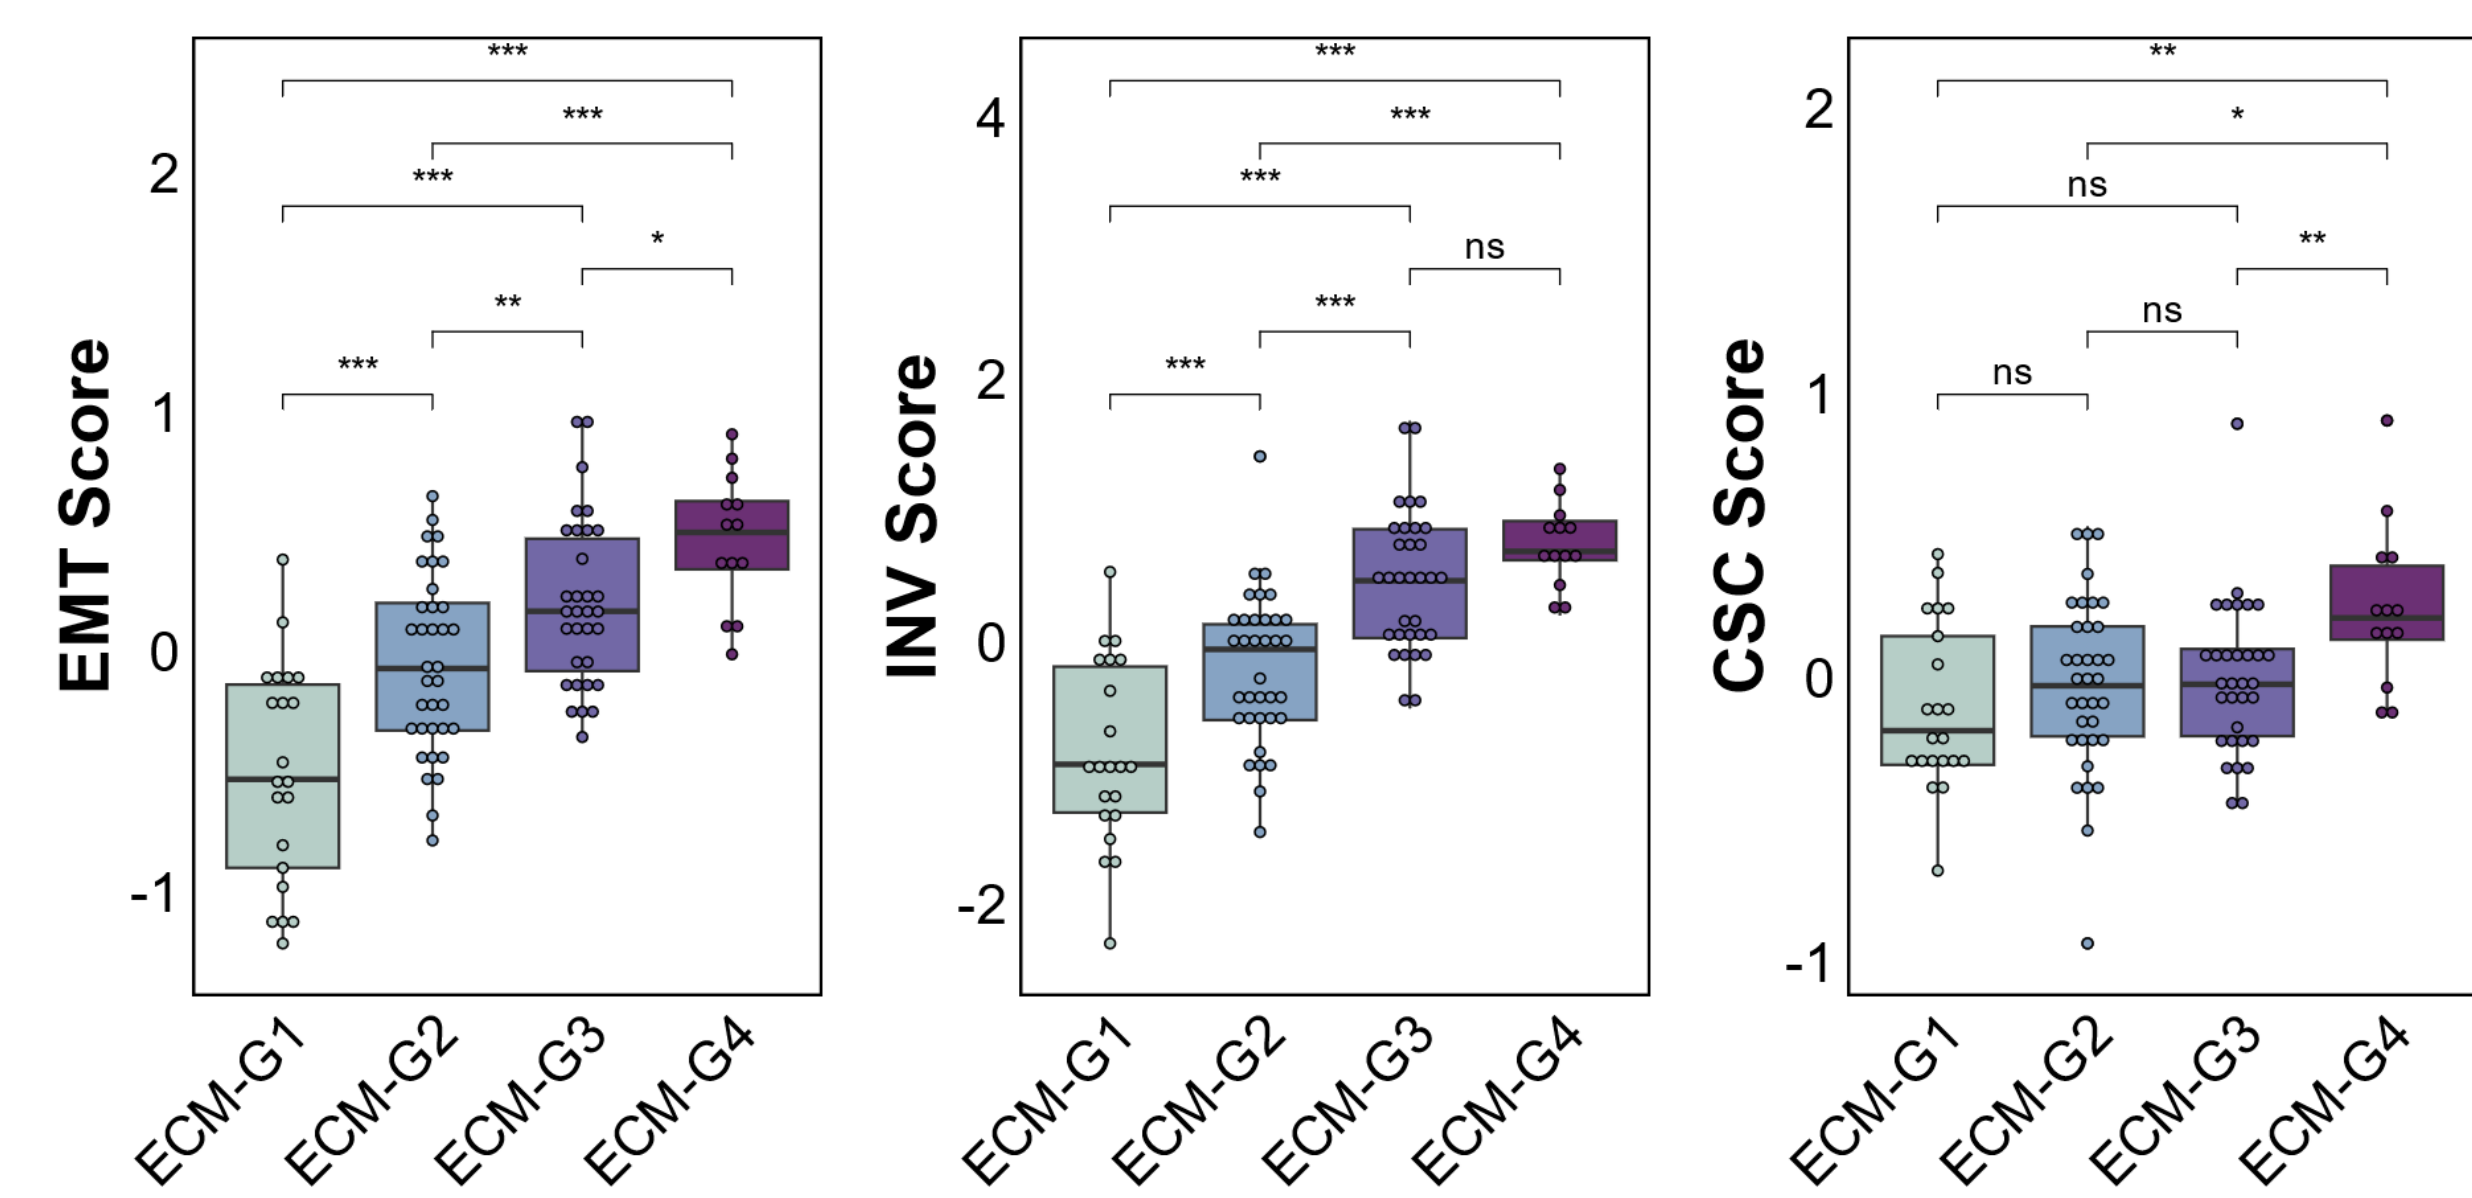 EMT Score
2
1
0
-1
***
***
***
*
**
***
ECM-G1
ECM-G2
ECM-G3
ECM-G4
INV Score
4
2
0
-2
***
***
***
ns
***
***
ECM-G1
ECM-G2
ECM-G3
ECM-G4
CSC Score
2
1
0
-1
**
*
ns
**
ns
ns
ECM-G1
ECM-G2
ECM-G3
ECM-G4